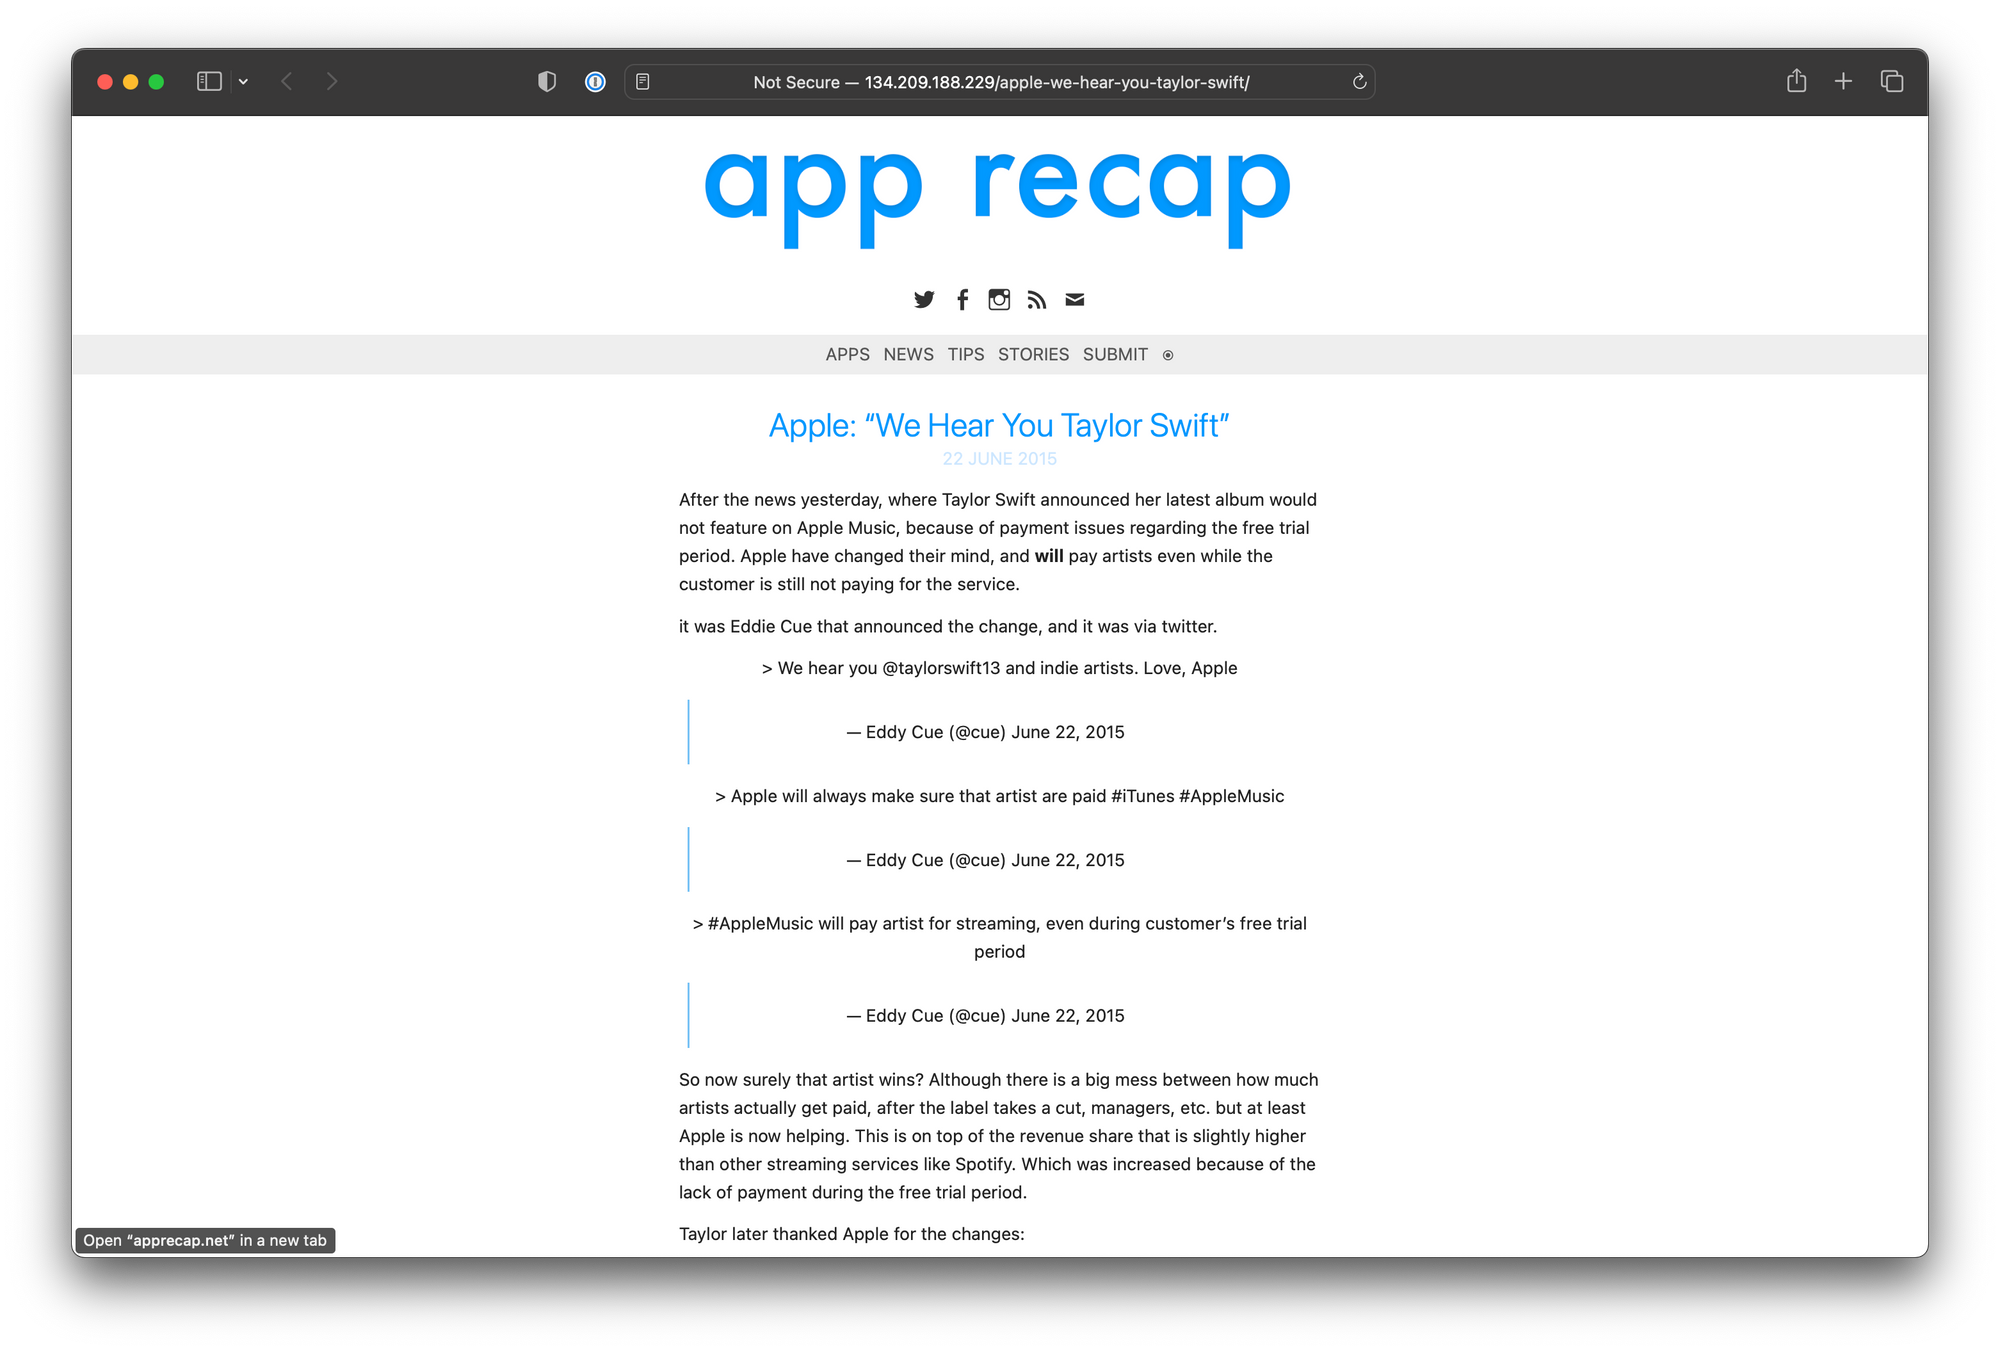 Not Secure — 134.209.188.229/apple-we-hear-you-taylor-swift/
app recap
APPS NEWS TIPS STORIES SUBMIT
Apple: “We Hear You Taylor Swift”
22 JUNE 2015
After the news yesterday, where Taylor Swift announced her latest album would
not feature on Apple Music, because of payment issues regarding the free trial
period. Apple have changed their mind, and will pay artists even while the
customer is still not paying for the service.
it was Eddie Cue that announced the change, and it was via twitter.
> We hear you @taylorswift13 and indie artists. Love, Apple
— Eddy Cue (@cue) June 22, 2015
> Apple will always make sure that artist are paid #iTunes #AppleMusic
— Eddy Cue (@cue) June 22, 2015
> #AppleMusic will pay artist for streaming, even during customer’s free trial
period
— Eddy Cue (@cue) June 22, 2015
So now surely that artist wins? Although there is a big mess between how much
artists actually get paid, after the label takes a cut, managers, etc. but at least
Apple is now helping. This is on top of the revenue share that is slightly higher
than other streaming services like Spotify. Which was increased because of the
lack of payment during the free trial period.
Taylor later thanked Apple for the changes:
Open “apprecap.net” in a new tab